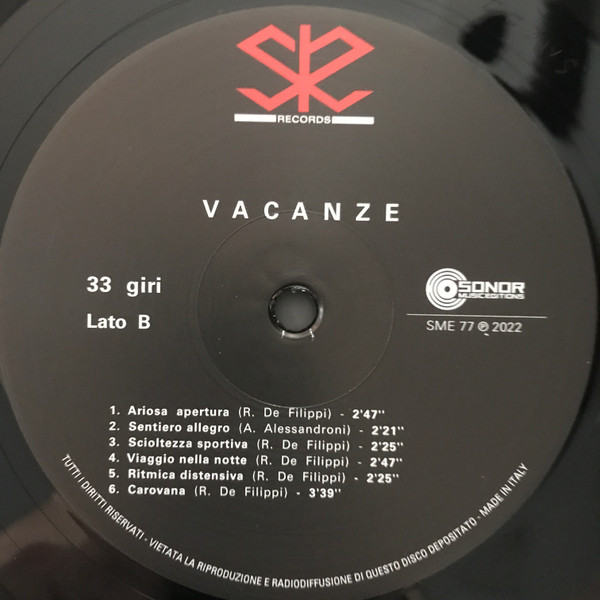 RECORDS
VACANZE
33 giri
Lato B
SONOR
MUSIC EDITIONS
SME 77 ℗ 2022
1. Ariosa apertura (R. De Filippi) - 2'47"
2. Sentiero allegro (A. Alessandroni) - 2'21"
3. Scioltezza sportiva (R. De Filippi) - 2'25"
4. Viaggio nella notte (R. De Filippi) - 2'47"
5. Ritmica distensiva (R. De Filippi) - 2'25"
6. Carovana (R. De Filippi) - 3'39"
TUTTI I DIRITTI RISERVATI - VIETATA LA RIPRODUZIONE E RADIODIFFUSIONE DI QUESTO DISCO DEPOSITATO - MADE IN ITALY